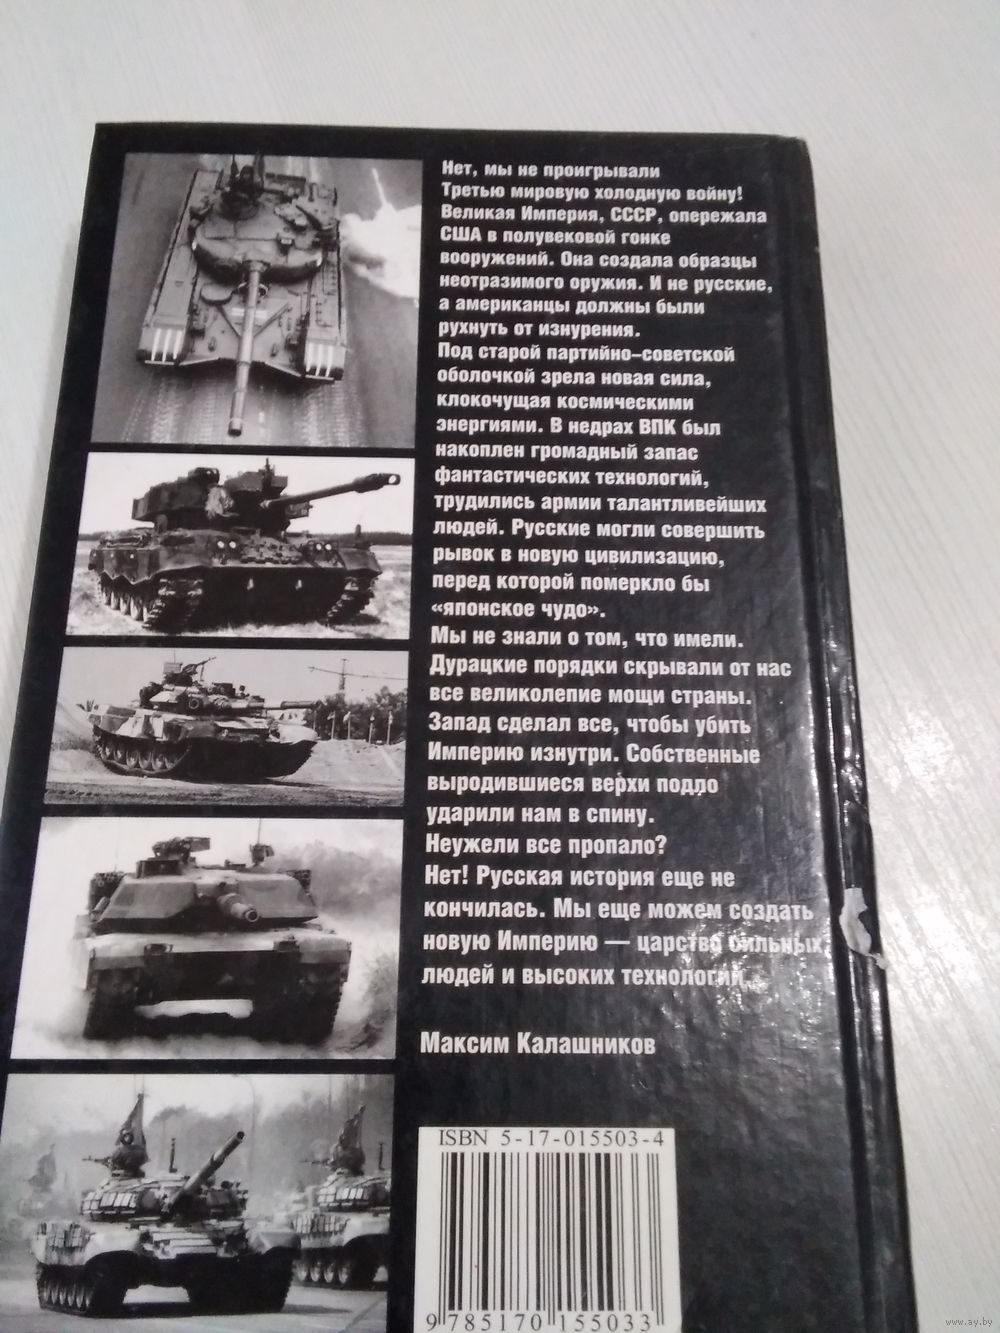 Нет, мы не проигрывали
Третью мировую холодную войну!
Великая Империя, СССР, опережала
США в полувековой гонке
вооружений. Она создала образцы
неотразимого оружия. И не русские,
а американцы должны были
рухнуть от изнурения.
Под старой партийно-советской
оболочкой зрела новая сила,
клокочущая космическими
энергиями. В недрах ВПК был
накоплен громадный запас
фантастических технологий,
трудились армии талантливейших
людей. Русские могли совершить
рывок в новую цивилизацию,
перед которой померкло бы
«японское чудо».
Мы не знали о том, что имели.
Дурацкие порядки скрывали от нас
все великолепие мощи страны.
Запад сделал все, чтобы убить
Империю изнутри. Собственные
выродившиеся верхи подло
ударили нам в спину.
Неужели все пропало?
Нет! Русская история еще не
кончилась. Мы еще можем создать
новую Империю — царство сильных
людей и высоких технологий.
Максим Калашников
ISBN 5-17-015503-4
9 785170 155033
www.ay.by